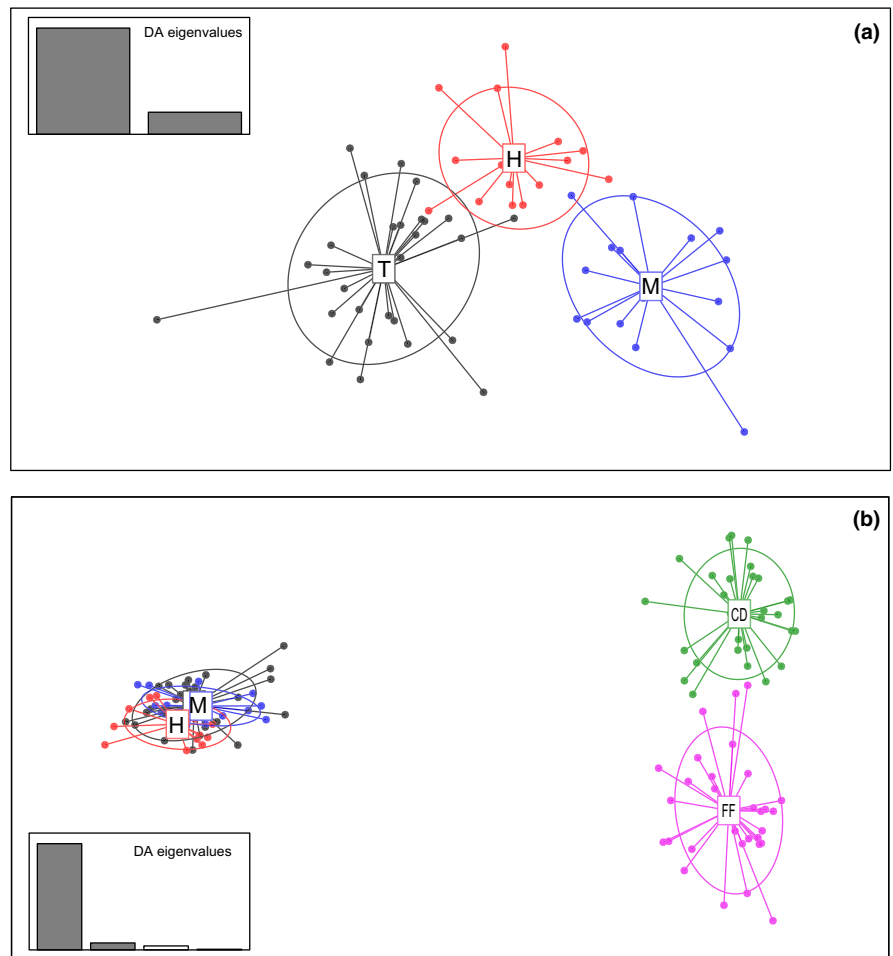 DA eigenvalues
(a)
H
T
M
(b)
CD
M
H
FF
DA eigenvalues